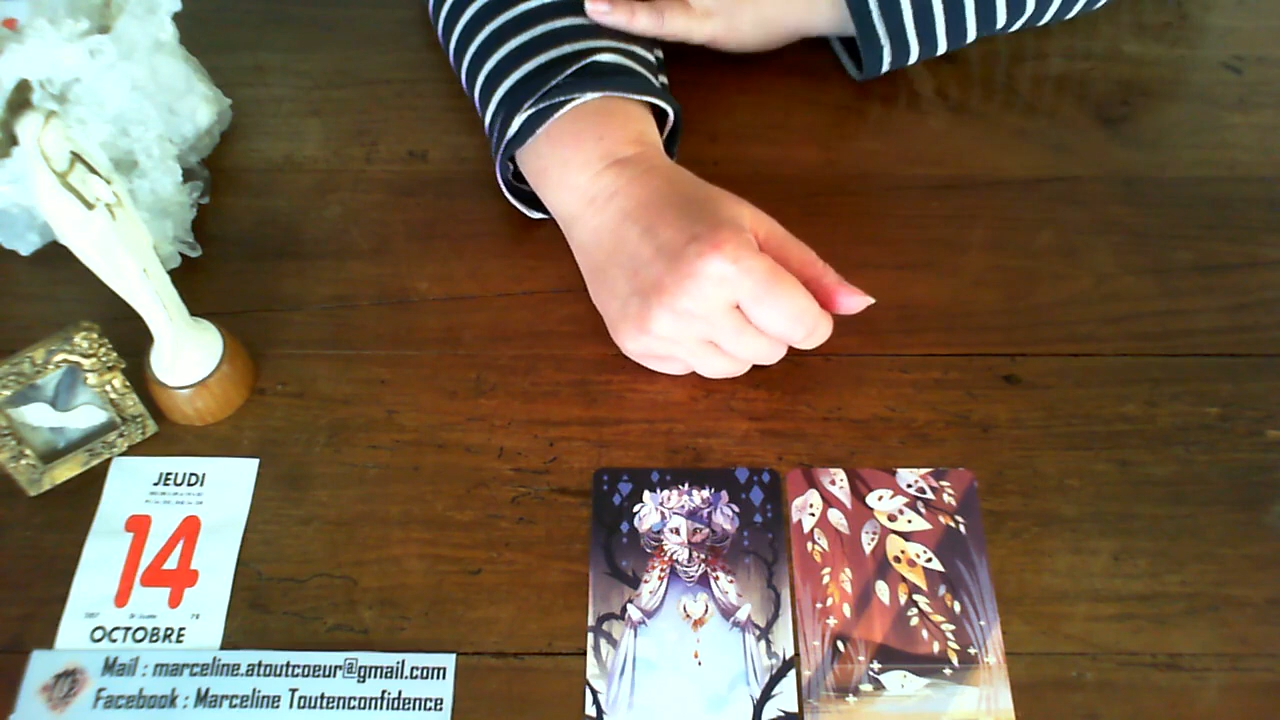 JEUDI
14
OCTOBRE
Mail : marceline.atoutcoeur@gmail.com
Facebook : Marceline Toutenconfidence